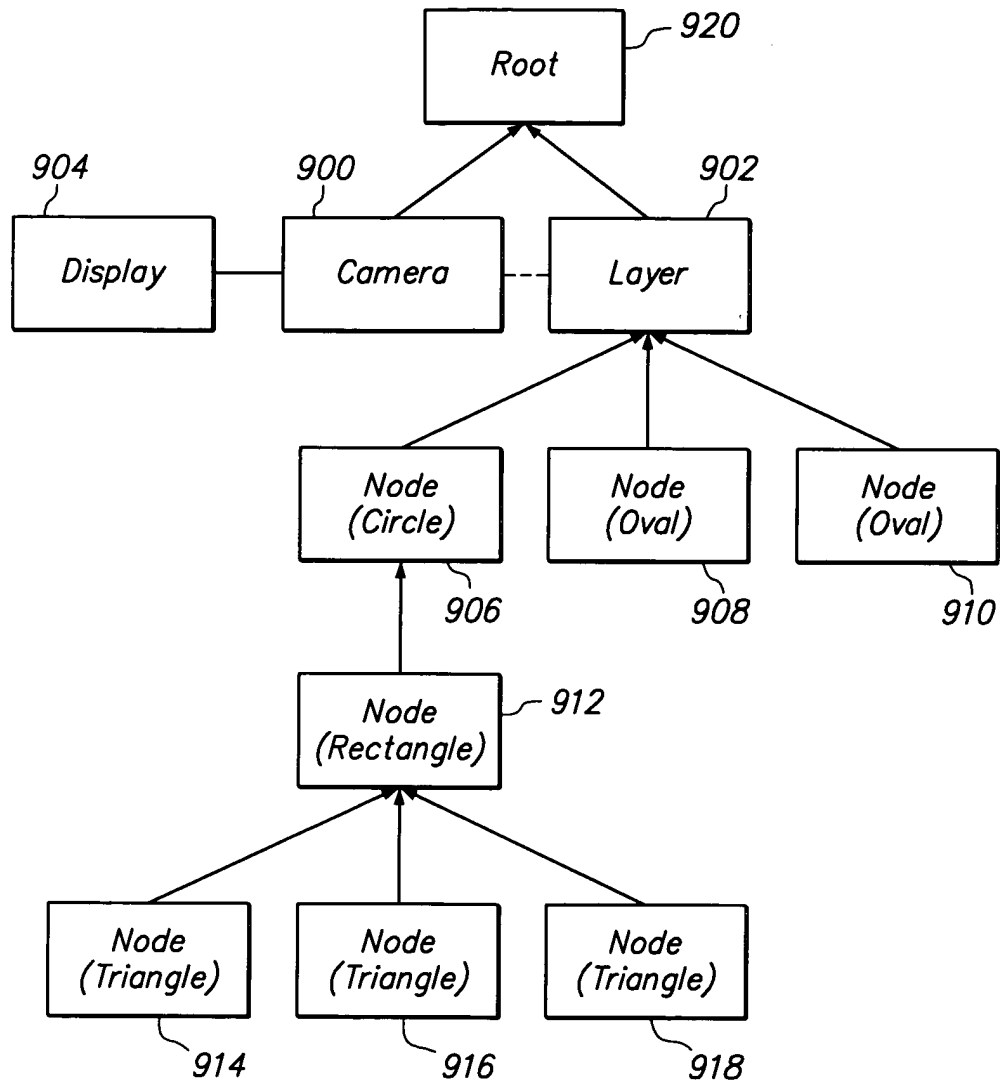 920
Root
904
900
902
Display
Camera
Layer
Node
(Circle)
Node
(Oval)
Node
(Oval)
906
908
910
Node
(Rectangle)
912
Node
(Triangle)
Node
(Triangle)
Node
(Triangle)
914
916
918